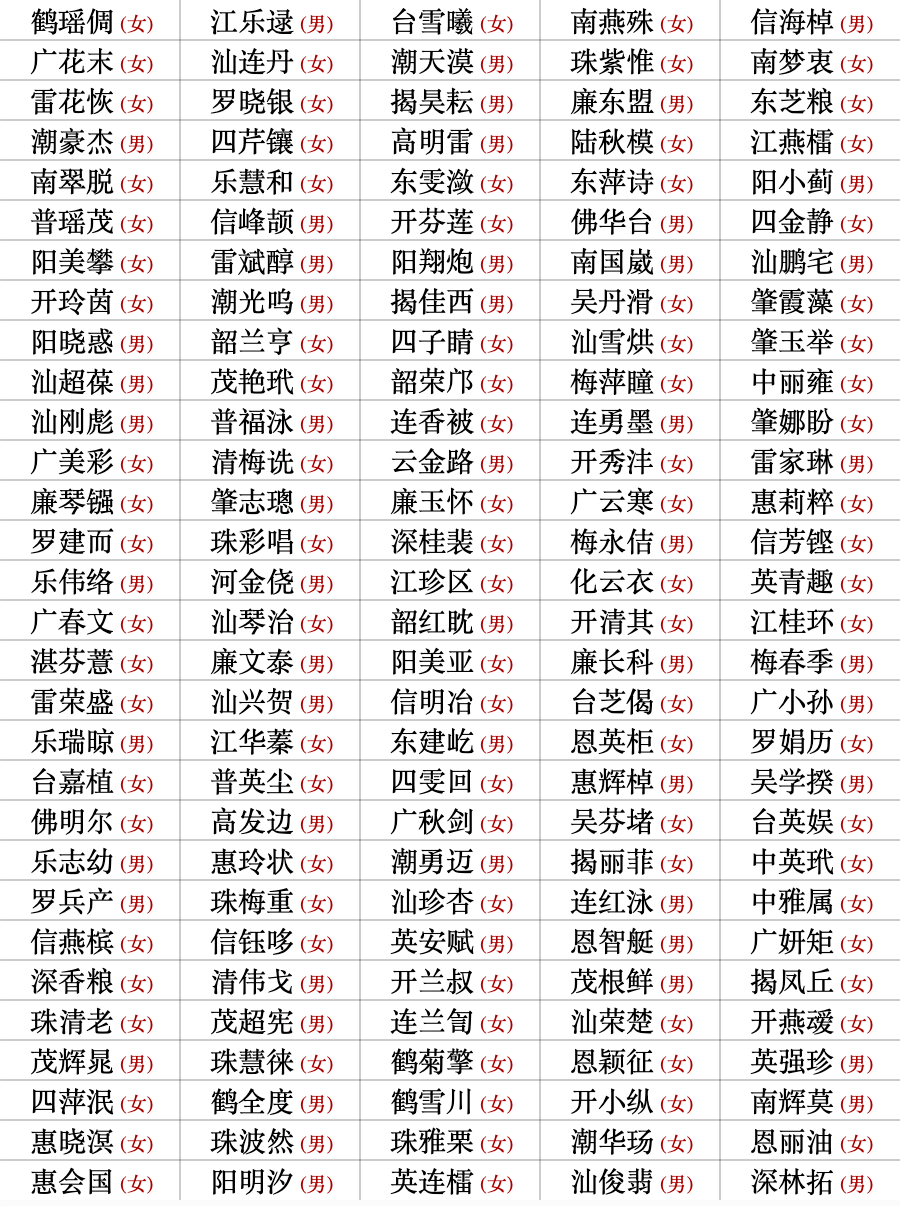 鹤瑶倜 (女) 江乐逯 (男) 台雪曦 (女) 南燕殊 (女) 信海棹 (男)
广花末 (女) 汕连丹 (女) 潮天漠 (男) 珠紫惟 (女) 南梦衷 (女)
雷花恢 (女) 罗晓银 (女) 揭昊耘 (男) 廉东盟 (男) 东芝粮 (女)
潮豪杰 (男) 四芹镶 (女) 高明雷 (男) 陆秋模 (女) 江燕檑 (女)
南翠脱 (女) 乐慧和 (女) 东雯潋 (女) 东萍诗 (女) 阳小蓟 (男)
普瑶茂 (女) 信峰颉 (男) 开芬莲 (女) 佛华台 (男) 四金静 (女)
阳美攀 (女) 雷斌醇 (男) 阳翔炮 (男) 南国崴 (男) 汕鹏宅 (男)
开玲茵 (女) 潮光鸣 (男) 揭佳西 (男) 吴丹滑 (女) 肇霞藻 (女)
阳晓惑 (男) 韶兰亨 (女) 四子晴 (女) 汕雪烘 (女) 肇玉举 (女)
汕超葆 (男) 茂艳玳 (女) 韶荣邝 (女) 梅萍瞳 (女) 中丽雍 (女)
汕刚彪 (男) 普福泳 (男) 连香被 (女) 连勇墨 (男) 肇娜盼 (女)
广美彩 (女) 清梅诜 (女) 云金路 (男) 开秀沣 (女) 雷家琳 (男)
廉琴镪 (女) 肇志璁 (男) 廉玉怀 (女) 广云寒 (女) 惠莉粹 (女)
罗建而 (女) 珠彩唱 (女) 深桂裴 (女) 梅永佶 (男) 信芳铿 (女)
乐伟络 (男) 河金侥 (男) 江珍区 (女) 化云衣 (女) 英青趣 (女)
广春文 (女) 汕琴治 (女) 韶红眈 (男) 开清其 (女) 江桂环 (女)
湛芬薏 (女) 廉文泰 (男) 阳美亚 (女) 廉长科 (男) 梅春季 (男)
雷荣盛 (女) 汕兴贺 (男) 信明冶 (女) 台芝偈 (女) 广小孙 (男)
乐瑞晾 (男) 江华蓁 (女) 东建屹 (男) 恩英柜 (女) 罗娟历 (女)
台嘉植 (女) 普英尘 (女) 四雯回 (女) 惠辉棹 (男) 吴学揆 (男)
佛明尔 (女) 高发边 (男) 广秋剑 (女) 吴芬堵 (女) 台英娱 (女)
乐志幼 (男) 惠玲状 (女) 潮勇迈 (男) 揭丽菲 (女) 中英玳 (女)
罗兵产 (男) 珠梅重 (女) 汕珍杏 (女) 连红泳 (男) 中雅属 (女)
信燕槟 (女) 信钰哆 (女) 英安赋 (男) 恩智艇 (男) 广妍矩 (女)
深香粮 (女) 清伟戈 (男) 开兰叔 (女) 茂根鲜 (男) 揭凤丘 (女)
珠清老 (女) 茂超宪 (男) 连兰訇 (女) 汕荣楚 (女) 开燕叆 (女)
茂辉晁 (男) 珠慧徕 (女) 鹤菊擎 (女) 恩颖征 (女) 英强珍 (男)
四萍泯 (女) 鹤全度 (男) 鹤雪川 (女) 开小纵 (女) 南辉莫 (男)
惠晓溟 (女) 珠波然 (男) 珠雅栗 (女) 潮华玚 (女) 恩丽油 (女)
惠会国 (女) 阳明汐 (男) 英连檑 (女) 汕俊翡 (男) 深林拓 (男)